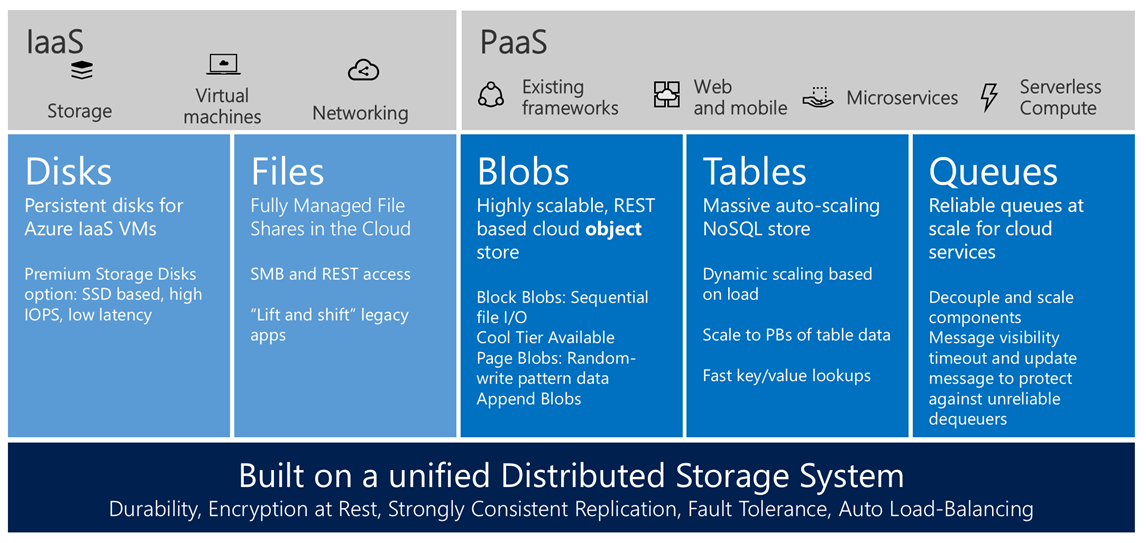 IaaS
Storage
Virtual
machines
Networking
PaaS
Existing
frameworks
Web
and mobile
Microservices
Serverless
Compute
Disks
Persistent disks for
Azure IaaS VMs
Premium Storage Disks
option: SSD based, high
IOPS, low latency
Files
Fully Managed File
Shares in the Cloud
SMB and REST access
“Lift and shift” legacy
apps
Blobs
Highly scalable, REST
based cloud object
store
Block Blobs: Sequential
file I/O
Cool Tier Available
Page Blobs: Random-
write pattern data
Append Blobs
Tables
Massive auto-scaling
NoSQL store
Dynamic scaling based
on load
Scale to PBs of table data
Fast key/value lookups
Queues
Reliable queues at
scale for cloud
services
Decouple and scale
components
Message visibility
timeout and update
message to protect
against unreliable
dequeuers
Built on a unified Distributed Storage System
Durability, Encryption at Rest, Strongly Consistent Replication, Fault Tolerance, Auto Load-Balancing